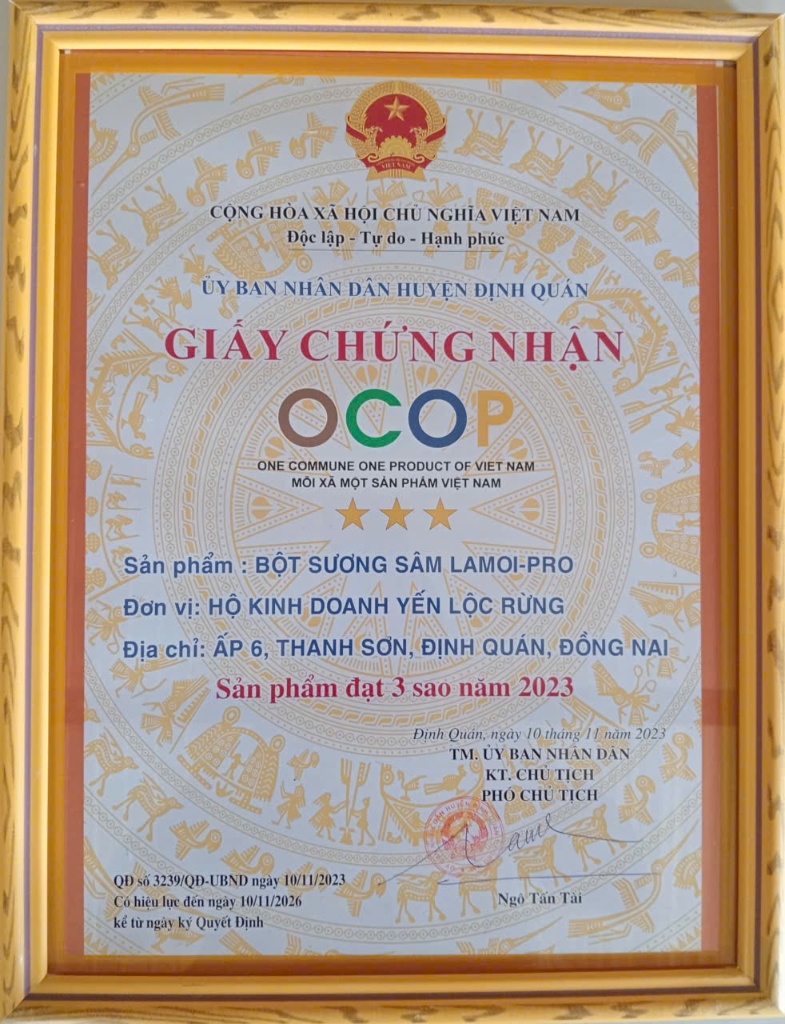 VIỆT NAM
CỘNG HÒA XÃ HỘI CHỦ NGHĨA VIỆT NAM
Độc lập - Tự do - Hạnh phúc
ỦY BAN NHÂN DÂN HUYỆN ĐỊNH QUÁN
GIẤY CHỨNG NHẬN
OCOP
ONE COMMUNE ONE PRODUCT OF VIET NAM
MỖI XÃ MỘT SẢN PHẨM VIỆT NAM
Sản phẩm : BỘT SƯƠNG SÂM LAMOI-PRO
Đơn vị: HỘ KINH DOANH YẾN LỘC RỪNG
Địa chỉ: ẤP 6, THANH SƠN, ĐỊNH QUÁN, ĐỒNG NAI
Sản phẩm đạt 3 sao năm 2023
Định Quán, ngày 10 tháng 11 năm 2023
TM. ỦY BAN NHÂN DÂN
KT. CHỦ TỊCH
PHÓ CHỦ TỊCH
Ngô Tấn Tài
QĐ số 3239/QĐ-UBND ngày 10/11/2023
Có hiệu lực đến ngày 10/11/2026
kể từ ngày ký Quyết Định